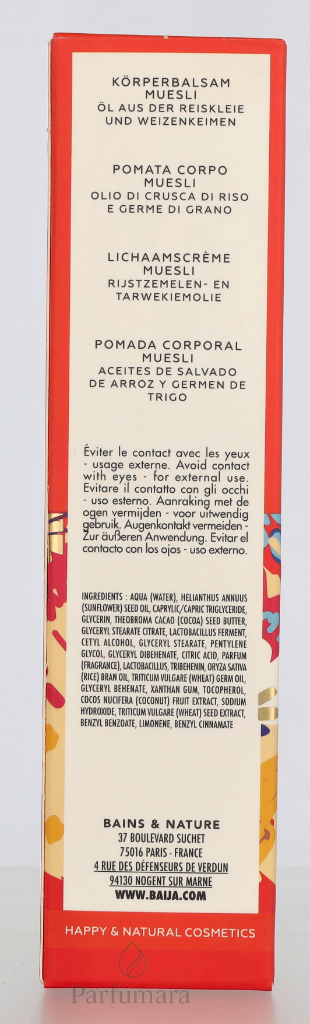 KÖRPERBALSAM
MUESLI
ÖL AUS DER REISKLEIE
UND WEIZENKEIMEN
POMATA CORPO
MUESLI
OLIO DI CRUSCA DI RISO
E GERME DI GRANO
LICHAAMSCRÈME
MUESLI
RIJSTZEMELEN- EN
TARWEKIEMOLIE
POMADA CORPORAL
MUESLI
ACEITES DE SALVADO
DE ARROZ Y GERMEN DE
TRIGO
Éviter le contact avec les yeux
- usage externe. Avoid contact
with eyes - for external use.
Evitare il contatto con gli occhi
- uso esterno. Aanraking met de
ogen vermijden - voor uitwendig
gebruik. Augenkontakt vermeiden -
Zur äußeren Anwendung. Evitar el
contacto con los ojos - uso externo.
INGREDIENTS : AQUA (WATER), HELIANTHUS ANNUUS
(SUNFLOWER) SEED OIL, CAPRYLIC/CAPRIC TRIGLYCERIDE,
GLYCERIN, THEOBROMA CACAO (COCOA) SEED BUTTER,
GLYCERYL STEARATE CITRATE, LACTOBACILLUS FERMENT,
CETYL ALCOHOL, GLYCERYL STEARATE, PENTYLENE
GLYCOL, GLYCERYL DIBEHENATE, CITRIC ACID, PARFUM
(FRAGRANCE), LACTOBACILLUS, TRIBEHENIN, ORYZA SATIVA
(RICE) BRAN OIL, TRITICUM VULGARE (WHEAT) GERM OIL,
GLYCERYL BEHENATE, XANTHAN GUM, TOCOPHEROL,
COCOS NUCIFERA (COCONUT) FRUIT EXTRACT, SODIUM
HYDROXIDE, TRITICUM VULGARE (WHEAT) SEED EXTRACT,
BENZYL BENZOATE, LIMONENE, BENZYL CINNAMATE
BAINS & NATURE
37 BOULEVARD SUCHET
75016 PARIS - FRANCE
4 RUE DES DÉFENSEURS DE VERDUN
94130 NOGENT SUR MARNE
WWW.BAIJA.COM
HAPPY & NATURAL COSMETICS
Parfumara